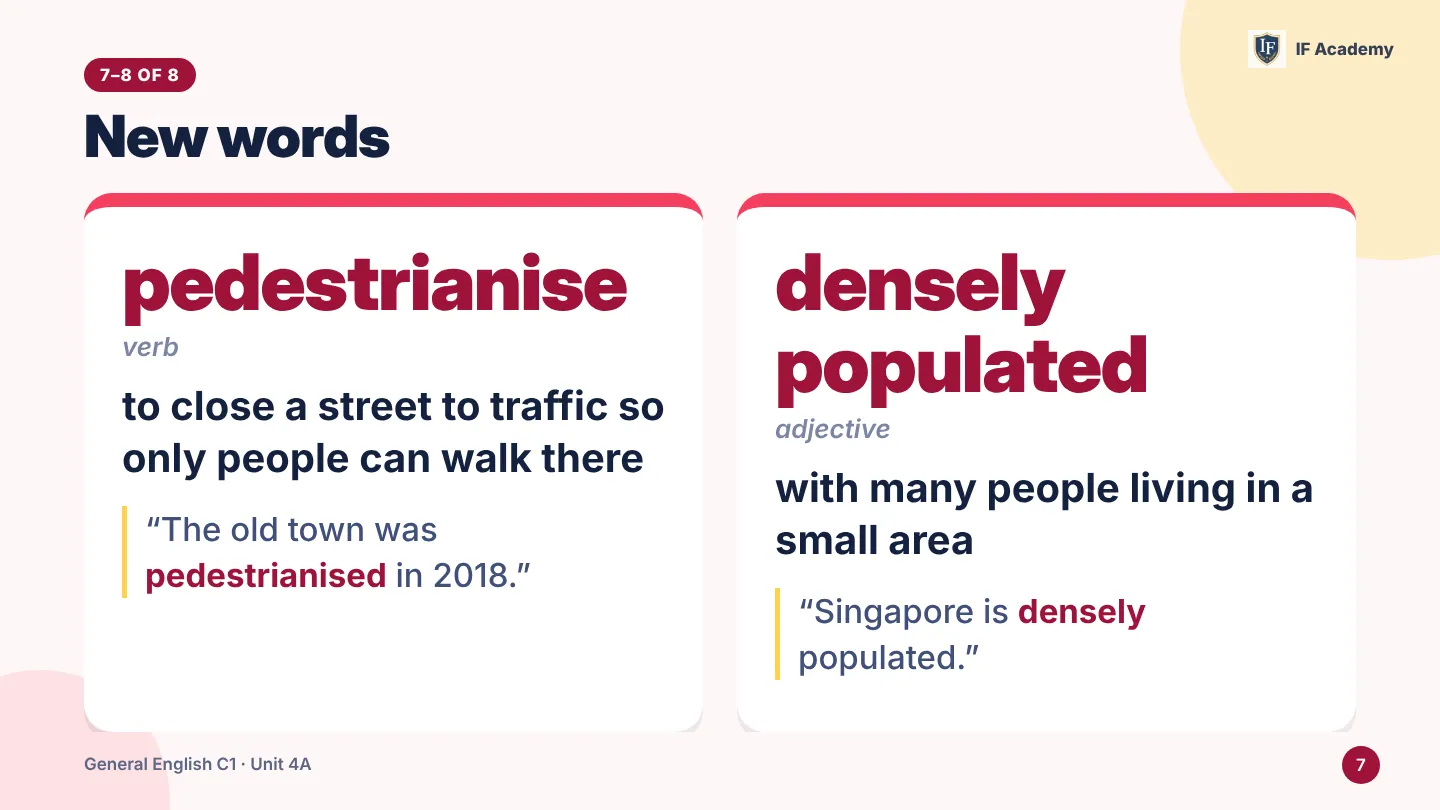 IF
IF Academy
7–8 OF 8
New words
pedestrianise
verb
to close a street to traffic so
only people can walk there
“The old town was
pedestrianised in 2018.”
densely
populated
adjective
with many people living in a
small area
“Singapore is densely
populated.”
General English C1 · Unit 4A
7